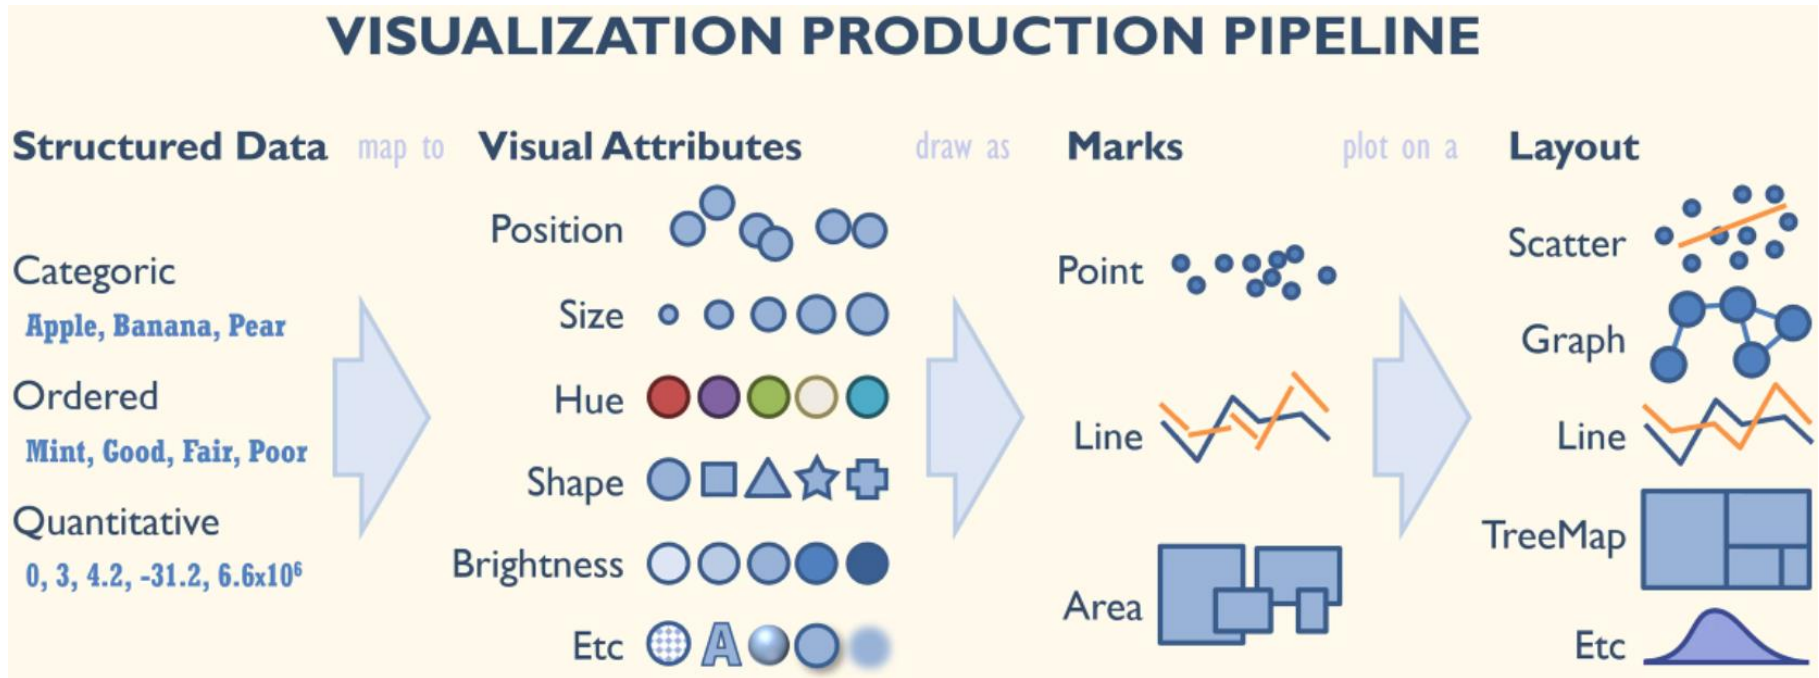 VISUALIZATION PRODUCTION PIPELINE
Structured Data map to Visual Attributes draw as Marks plot on a Layout
Categoric
Apple, Banana, Pear
Ordered
Mint, Good, Fair, Poor
Quantitative
0, 3, 4.2, -31.2, 6.6x10⁶
Position
Size
Hue
Shape
Brightness
Etc
A
Point
Line
Area
Scatter
Graph
Line
TreeMap
Etc